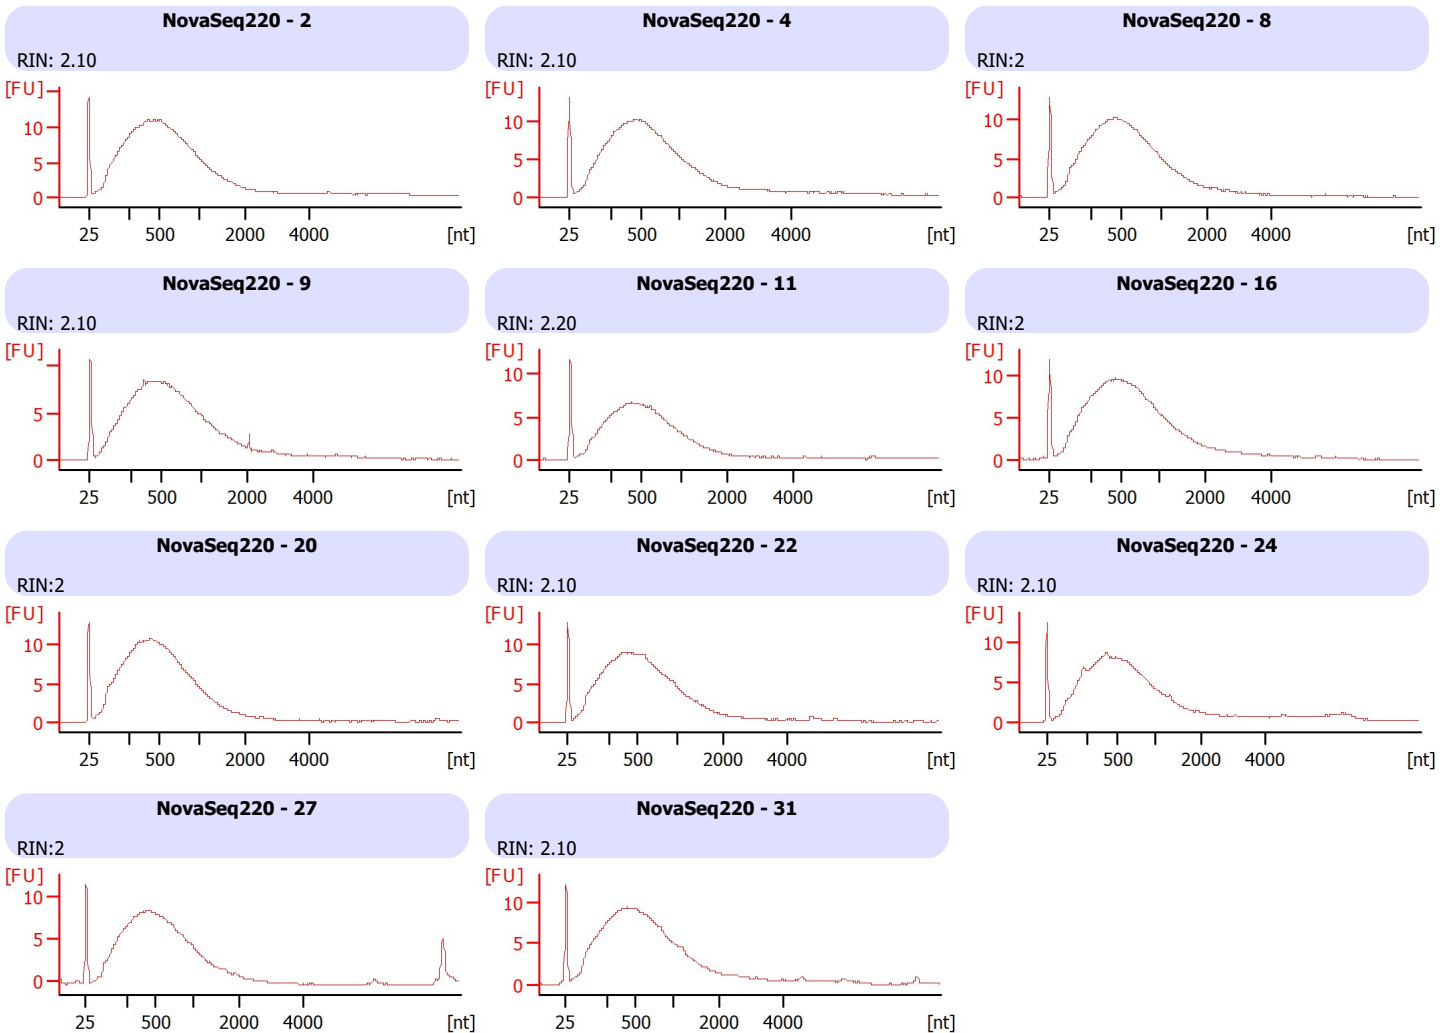 NovaSeq220 - 2
RIN: 2.10
[FU]
10
5
0
25 500 2000 4000 [nt]
NovaSeq220 - 4
RIN: 2.10
[FU]
10
5
0
25 500 2000 4000 [nt]
NovaSeq220 - 8
RIN:2
[FU]
10
5
0
25 500 2000 4000 [nt]
NovaSeq220 - 9
RIN: 2.10
[FU]
5
0
25 500 2000 4000 [nt]
NovaSeq220 - 11
RIN: 2.20
[FU]
10
5
0
25 500 2000 4000 [nt]
NovaSeq220 - 16
RIN:2
[FU]
10
5
0
25 500 2000 4000 [nt]
NovaSeq220 - 20
RIN:2
[FU]
10
5
0
25 500 2000 4000 [nt]
NovaSeq220 - 22
RIN: 2.10
[FU]
10
5
0
25 500 2000 4000 [nt]
NovaSeq220 - 24
RIN: 2.10
[FU]
10
5
0
25 500 2000 4000 [nt]
NovaSeq220 - 27
RIN:2
[FU]
10
5
0
25 500 2000 4000 [nt]
NovaSeq220 - 31
RIN: 2.10
[FU]
10
5
0
25 500 2000 4000 [nt]